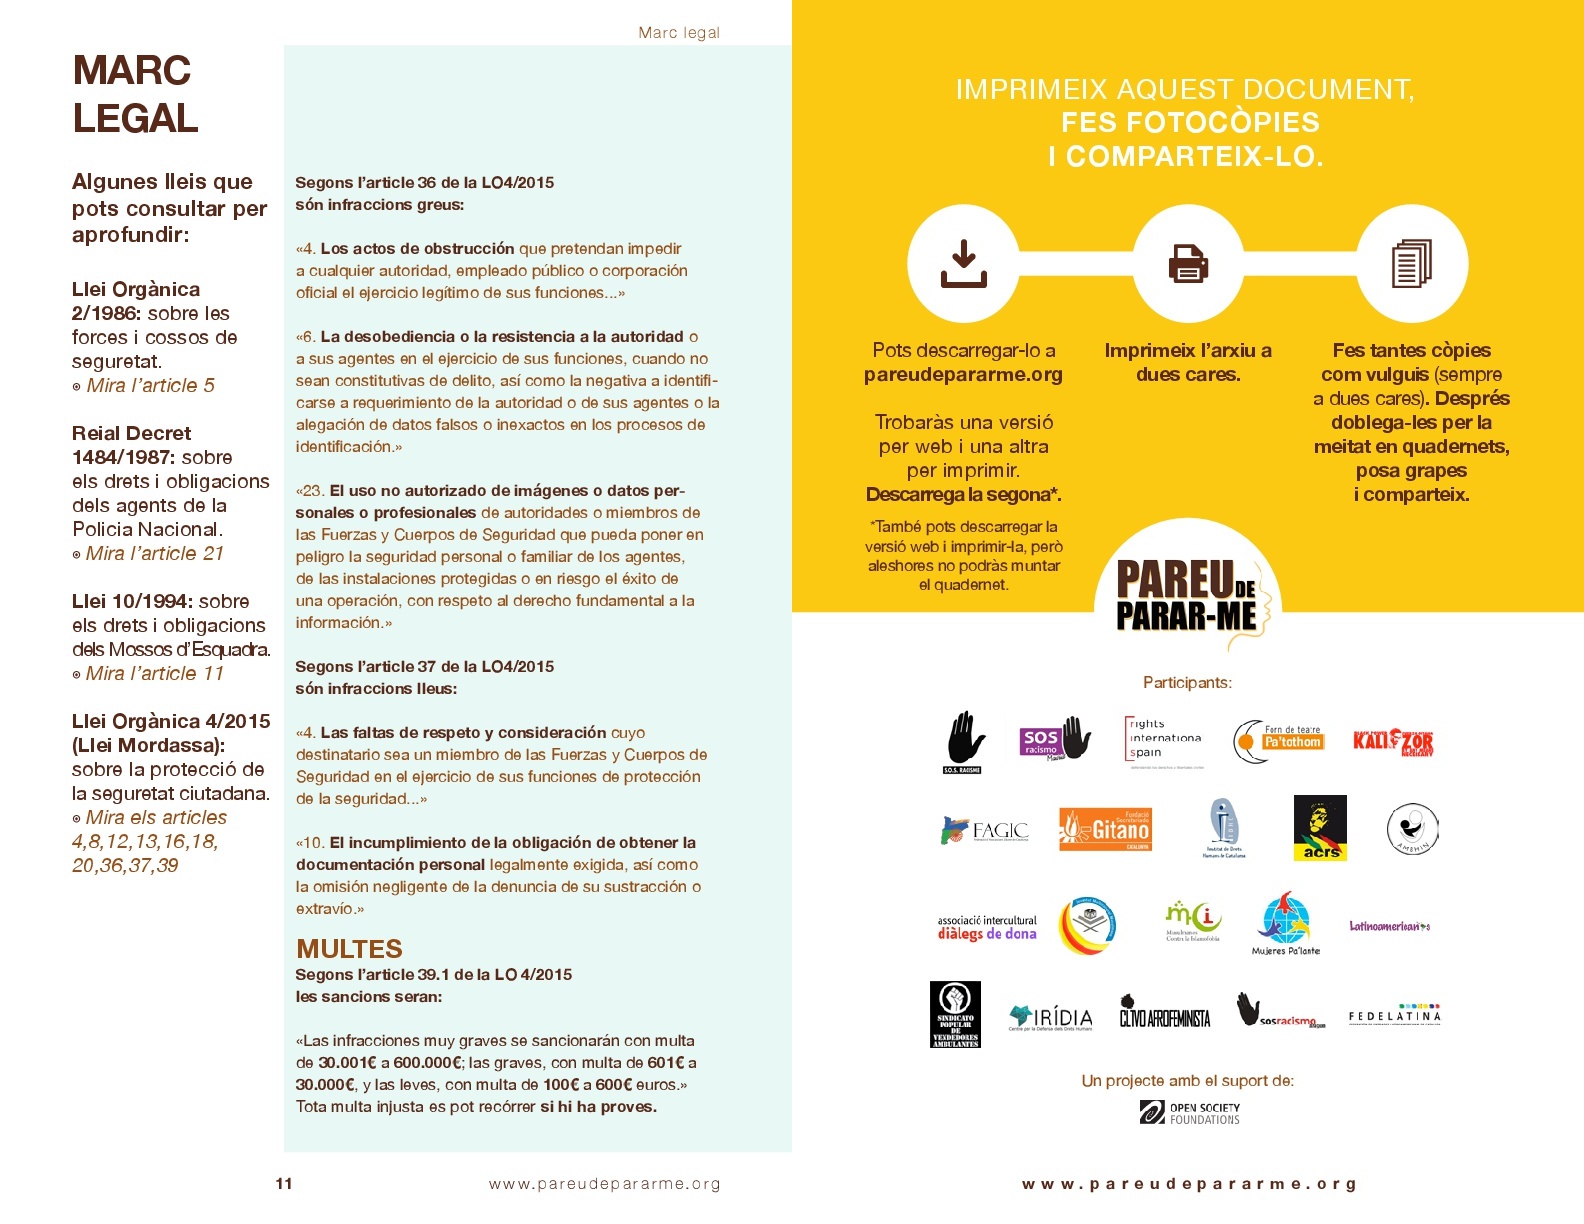 Marc legal
MARC
LEGAL
Algunes lleis que
pots consultar per
aprofundir:
Llei Orgànica
2/1986: sobre les
forces i cossos de
seguretat.
⊙ Mira l’article 5
Reial Decret
1484/1987: sobre
els drets i obligacions
dels agents de la
Policia Nacional.
⊙ Mira l’article 21
Llei 10/1994: sobre
els drets i obligacions
dels Mossos d’Esquadra.
⊙ Mira l’article 11
Llei Orgànica 4/2015
(Llei Mordassa):
sobre la protecció de
la seguretat ciutadana.
⊙ Mira els articles
4,8,12,13,16,18,
20,36,37,39
Segons l’article 36 de la LO4/2015
són infraccions greus:
«4. Los actos de obstrucción que pretendan impedir
a cualquier autoridad, empleado público o corporación
oficial el ejercicio legítimo de sus funciones...»
«6. La desobediencia o la resistencia a la autoridad o
a sus agentes en el ejercicio de sus funciones, cuando no
sean constitutivas de delito, así como la negativa a identifi-
carse a requerimiento de la autoridad o de sus agentes o la
alegación de datos falsos o inexactos en los procesos de
identificación.»
«23. El uso no autorizado de imágenes o datos per-
sonales o profesionales de autoridades o miembros de
las Fuerzas y Cuerpos de Seguridad que pueda poner en
peligro la seguridad personal o familiar de los agentes,
de las instalaciones protegidas o en riesgo el éxito de
una operación, con respeto al derecho fundamental a la
información.»
Segons l’article 37 de la LO4/2015
són infraccions lleus:
«4. Las faltas de respeto y consideración cuyo
destinatario sea un miembro de las Fuerzas y Cuerpos de
Seguridad en el ejercicio de sus funciones de protección
de la seguridad...»
«10. El incumplimiento de la obligación de obtener la
documentación personal legalmente exigida, así como
la omisión negligente de la denuncia de su sustracción o
extravío.»
MULTES
Segons l’article 39.1 de la LO 4/2015
les sancions seran:
«Las infracciones muy graves se sancionarán con multa
de 30.001€ a 600.000€; las graves, con multa de 601€ a
30.000€, y las leves, con multa de 100€ a 600€ euros.»
Tota multa injusta es pot recórrer si hi ha proves.
11
www.pareudepararme.org
IMPRIMEIX AQUEST DOCUMENT,
FES FOTOCÒPIES
I COMPARTEIX-LO.
Pots descarregar-lo a
pareudepararme.org
Trobaràs una versió
per web i una altra
per imprimir.
Descarrega la segona*.
*També pots descarregar la
versió web i imprimir-la, però
aleshores no podràs muntar
el quadernet.
Imprimeix l’arxiu a
dues cares.
Fes tantes còpies
com vulguis (sempre
a dues cares). Després
doblega-les per la
meitat en quadernets,
posa grapes
i comparteix.
PAREU DE
PARAR-ME
Participants:
S.O.S. RACISME
SOS
racismo
Madrid
rights
internationa
spain
Forn de teatre
Pa'tothom
KALI ZOR
FAGIC
Fundació
Secretariado
Gitano
CATALUNYA
Institut de Drets
Humans de Catalunya
acrs
AMBHIN
associació intercultural
diàlegs de dona
mci
Musulmanes
Contra la Islamofobia
Mujeres Pa'lante
Latinoamerican@s
SINDICATO
POPULAR
DE
VENDEDORES
AMBULANTES
IRÍDIA
Centre per la Defensa dels Drets Humans
CL1VO AFROFEMINISTA
sosracismo
FEDELATINA
Un projecte amb el suport de:
OPEN SOCIETY
FOUNDATIONS
www.pareudepararme.org